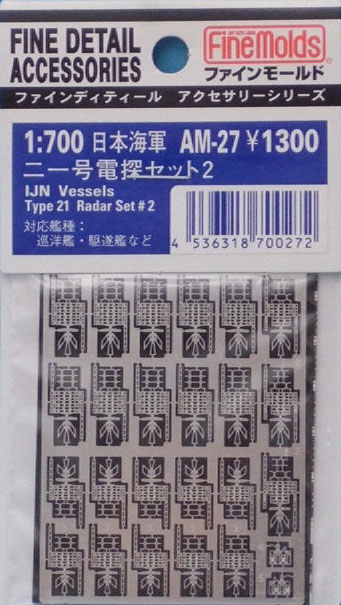 FINE DETAIL
ACCESSORIES
FineMolds
ファインモールド
ファインディティール アクセサリーシリーズ
1:700 日本海軍 AM-27 ¥1300
二一号電探セット2
IJN Vessels
Type 21 Radar Set #2
対応艦種：
巡洋艦・駆逐艦など
4 536318 700272